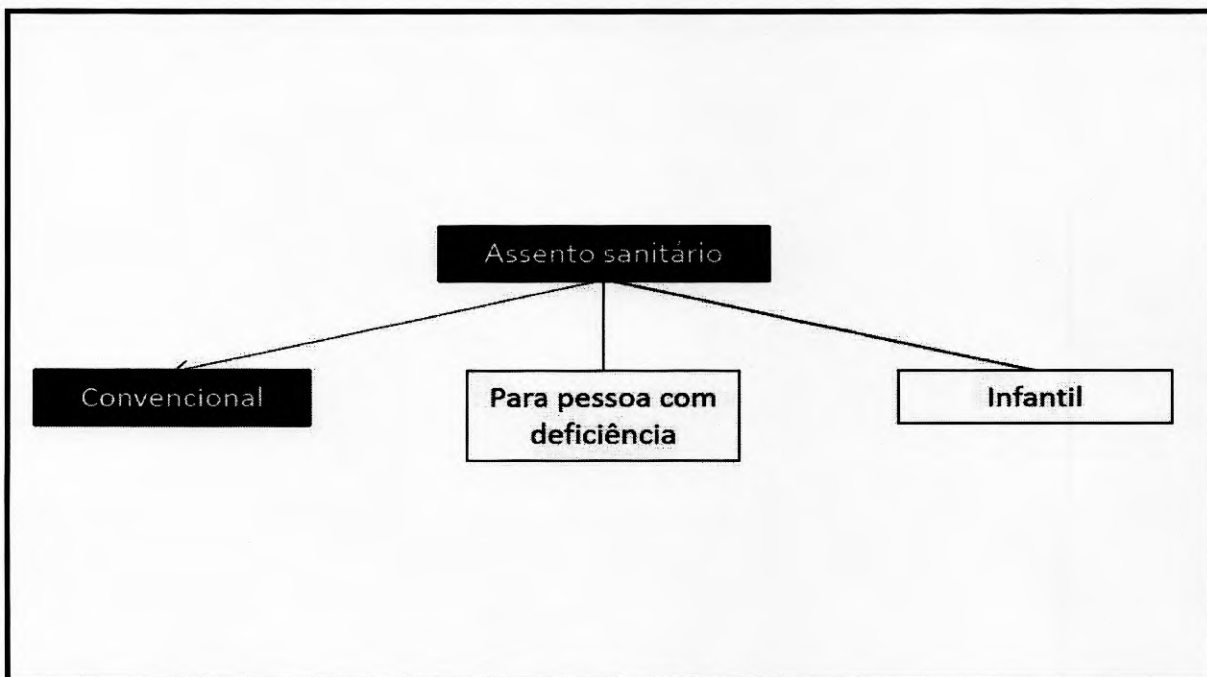 Assento sanitário
Convencional
Para pessoa com
deficiência
Infantil